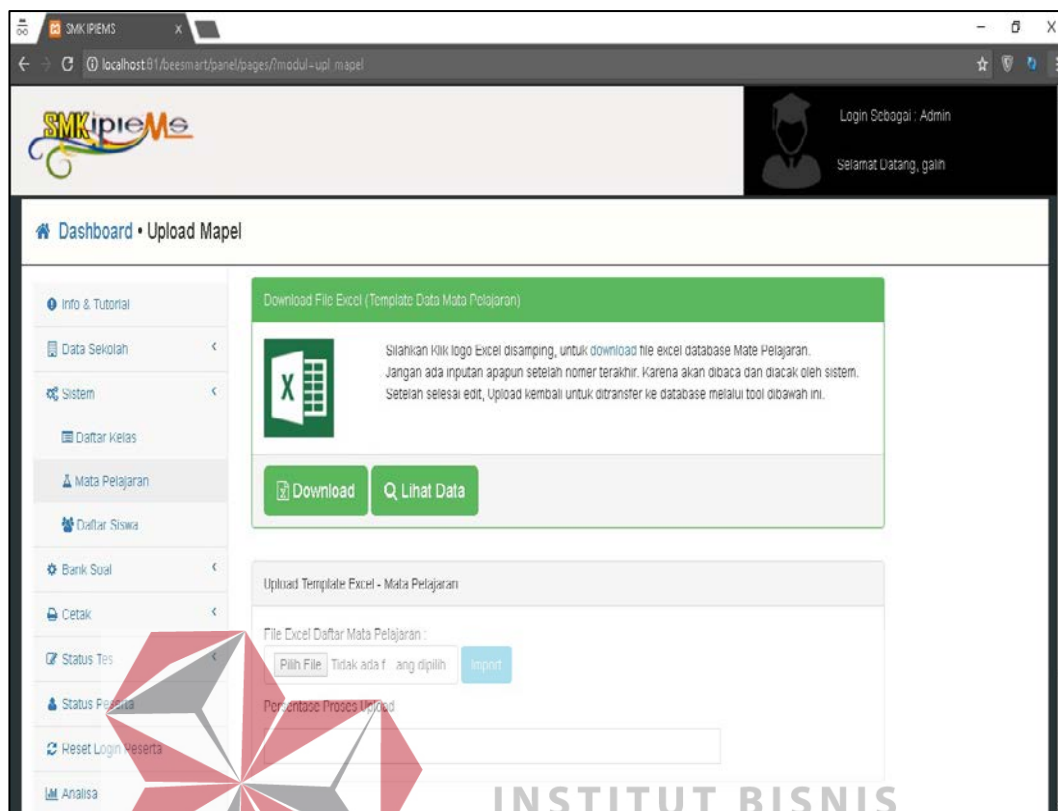 SMK IPIEMS
localhost:81/beesmart/panel/pages/?modul=upl_mapel
SMKipieMs
Login Sebagai : Admin
Selamat Datang, galih
Dashboard • Upload Mapel
Info & Tutorial
Data Sekolah
Sistem
Daftar Kelas
Mata Pelajaran
Daftar Siswa
Bank Soal
Cetak
Status Tes
Status Peserta
Reset Login Peserta
Analisa
Download File Excel (Template Data Mata Pelajaran)
Silahkan Klik logo Excel disamping, untuk download file excel database Mate Pelajaran.
Jangan ada inputan apapun setelah nomer terakhir. Karena akan dibaca dan diacak oleh sistem.
Setelah selesai edit, Upload kembali untuk ditransfer ke database melalui tool dibawah ini.
Download
Lihat Data
Upload Template Excel - Mata Pelajaran
File Excel Daftar Mata Pelajaran :
Pilih File Tidak ada f...ang dipilih
Import
Persentase Proses Upload
INSTITUT BISNIS